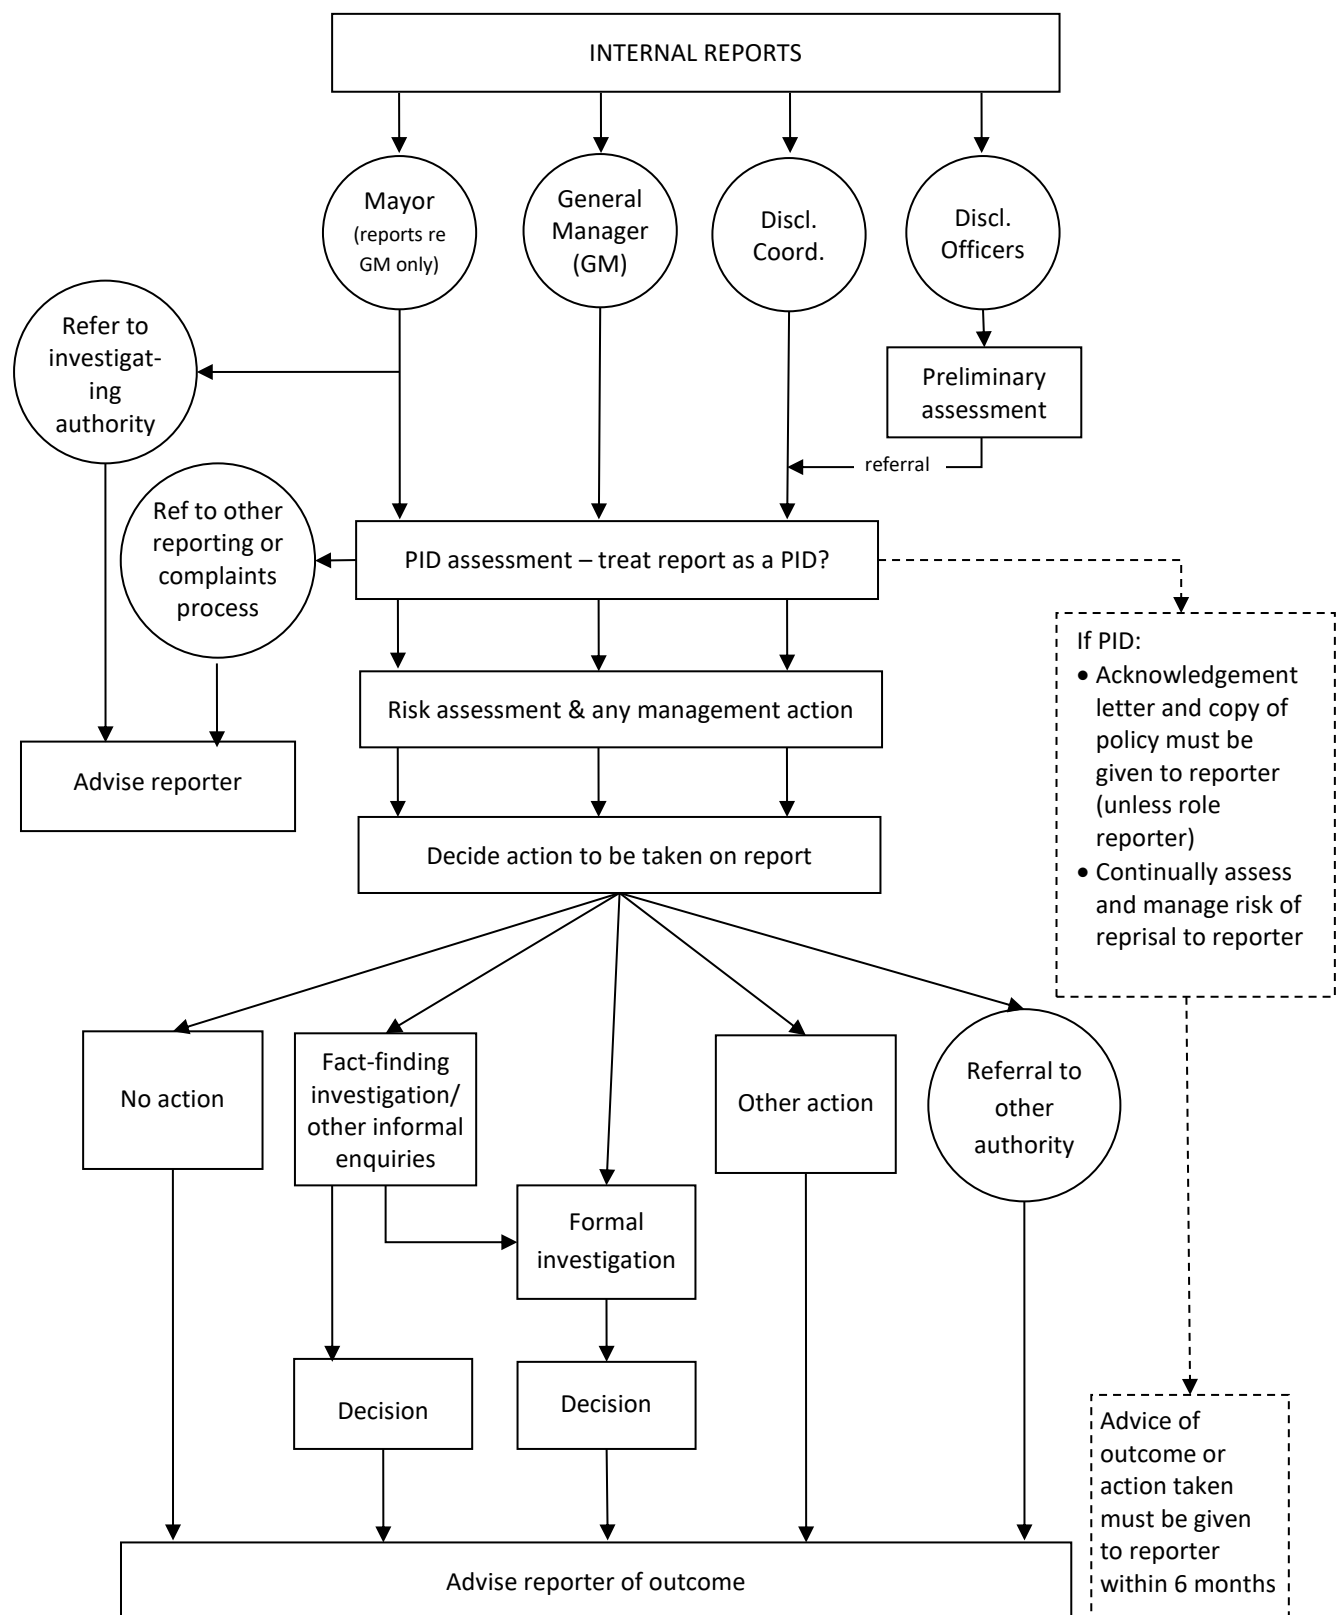 INTERNAL REPORTS
Mayor
(reports re
GM only)
General
Manager
(GM)
Discl.
Coord.
Discl.
Officers
Refer to
investigat-
ing
authority
Preliminary
assessment
referral
Ref to other
reporting or
complaints
process
PID assessment – treat report as a PID?
If PID:
• Acknowledgement
letter and copy of
policy must be
given to reporter
(unless role
reporter)
• Continually assess
and manage risk of
reprisal to reporter
Risk assessment & any management action
Advise reporter
Decide action to be taken on report
No action
Fact-finding
investigation/
other informal
enquiries
Other action
Referral to
other
authority
Formal
investigation
Decision
Decision
Advice of
outcome or
action taken
must be given
to reporter
within 6 months
Advise reporter of outcome